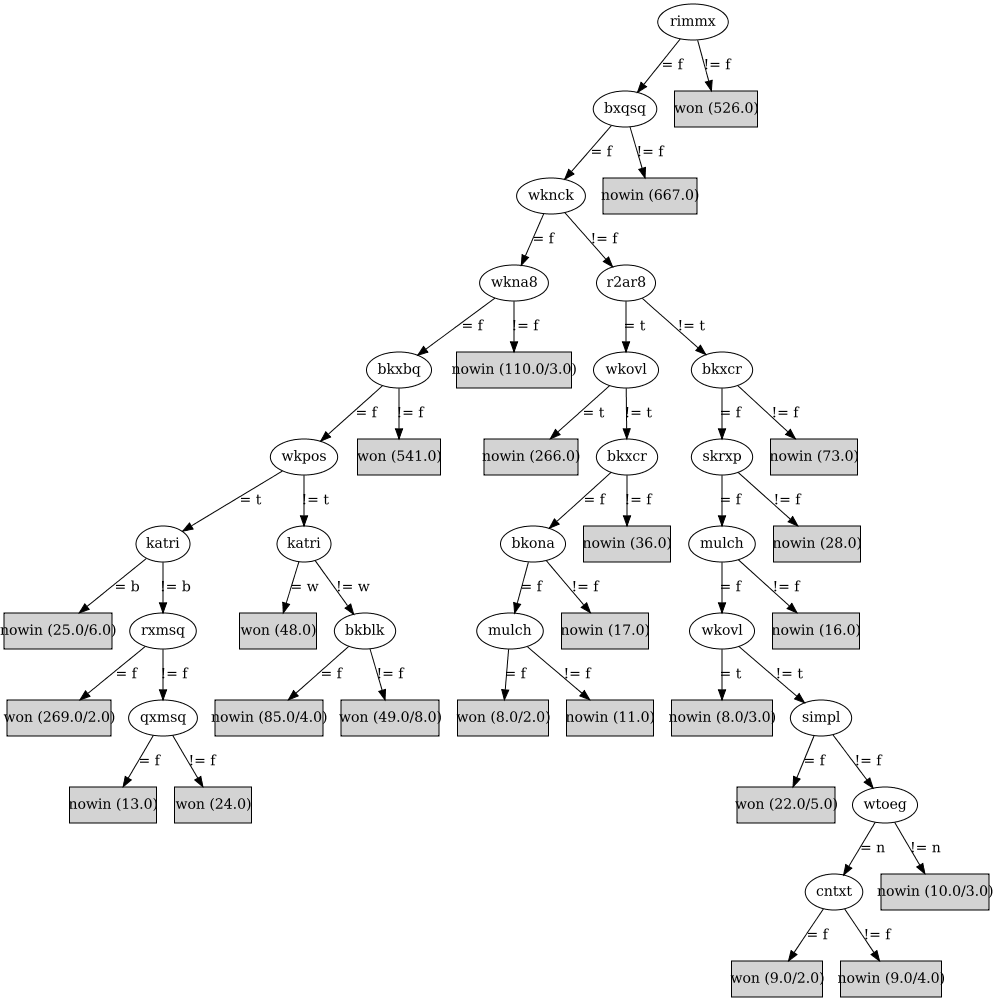 rimmx
= f
!= f
bxqsq
won (526.0)
= f
!= f
wknck
nowin (667.0)
= f
!= f
wkna8
r2ar8
= f
!= f
= t
!= t
bkxbq
nowin (110.0/3.0)
wkovl
bkxcr
= f
!= f
= t
!= t
= f
!= f
wkpos
won (541.0)
nowin (266.0)
bkxcr
skrxp
nowin (73.0)
= t
!= t
= f
!= f
= f
!= f
katri
katri
bkona
nowin (36.0)
mulch
nowin (28.0)
= b
!= b
= w
!= w
= f
!= f
= f
!= f
nowin (25.0/6.0)
rxmsq
won (48.0)
bkblk
mulch
nowin (17.0)
wkovl
nowin (16.0)
= f
!= f
= f
!= f
= f
!= f
= t
!= t
won (269.0/2.0)
qxmsq
nowin (85.0/4.0)
won (49.0/8.0)
won (8.0/2.0)
nowin (11.0)
nowin (8.0/3.0)
simpl
= f
!= f
= f
!= f
nowin (13.0)
won (24.0)
won (22.0/5.0)
wtoeg
= n
!= n
cntxt
nowin (10.0/3.0)
= f
!= f
won (9.0/2.0)
nowin (9.0/4.0)